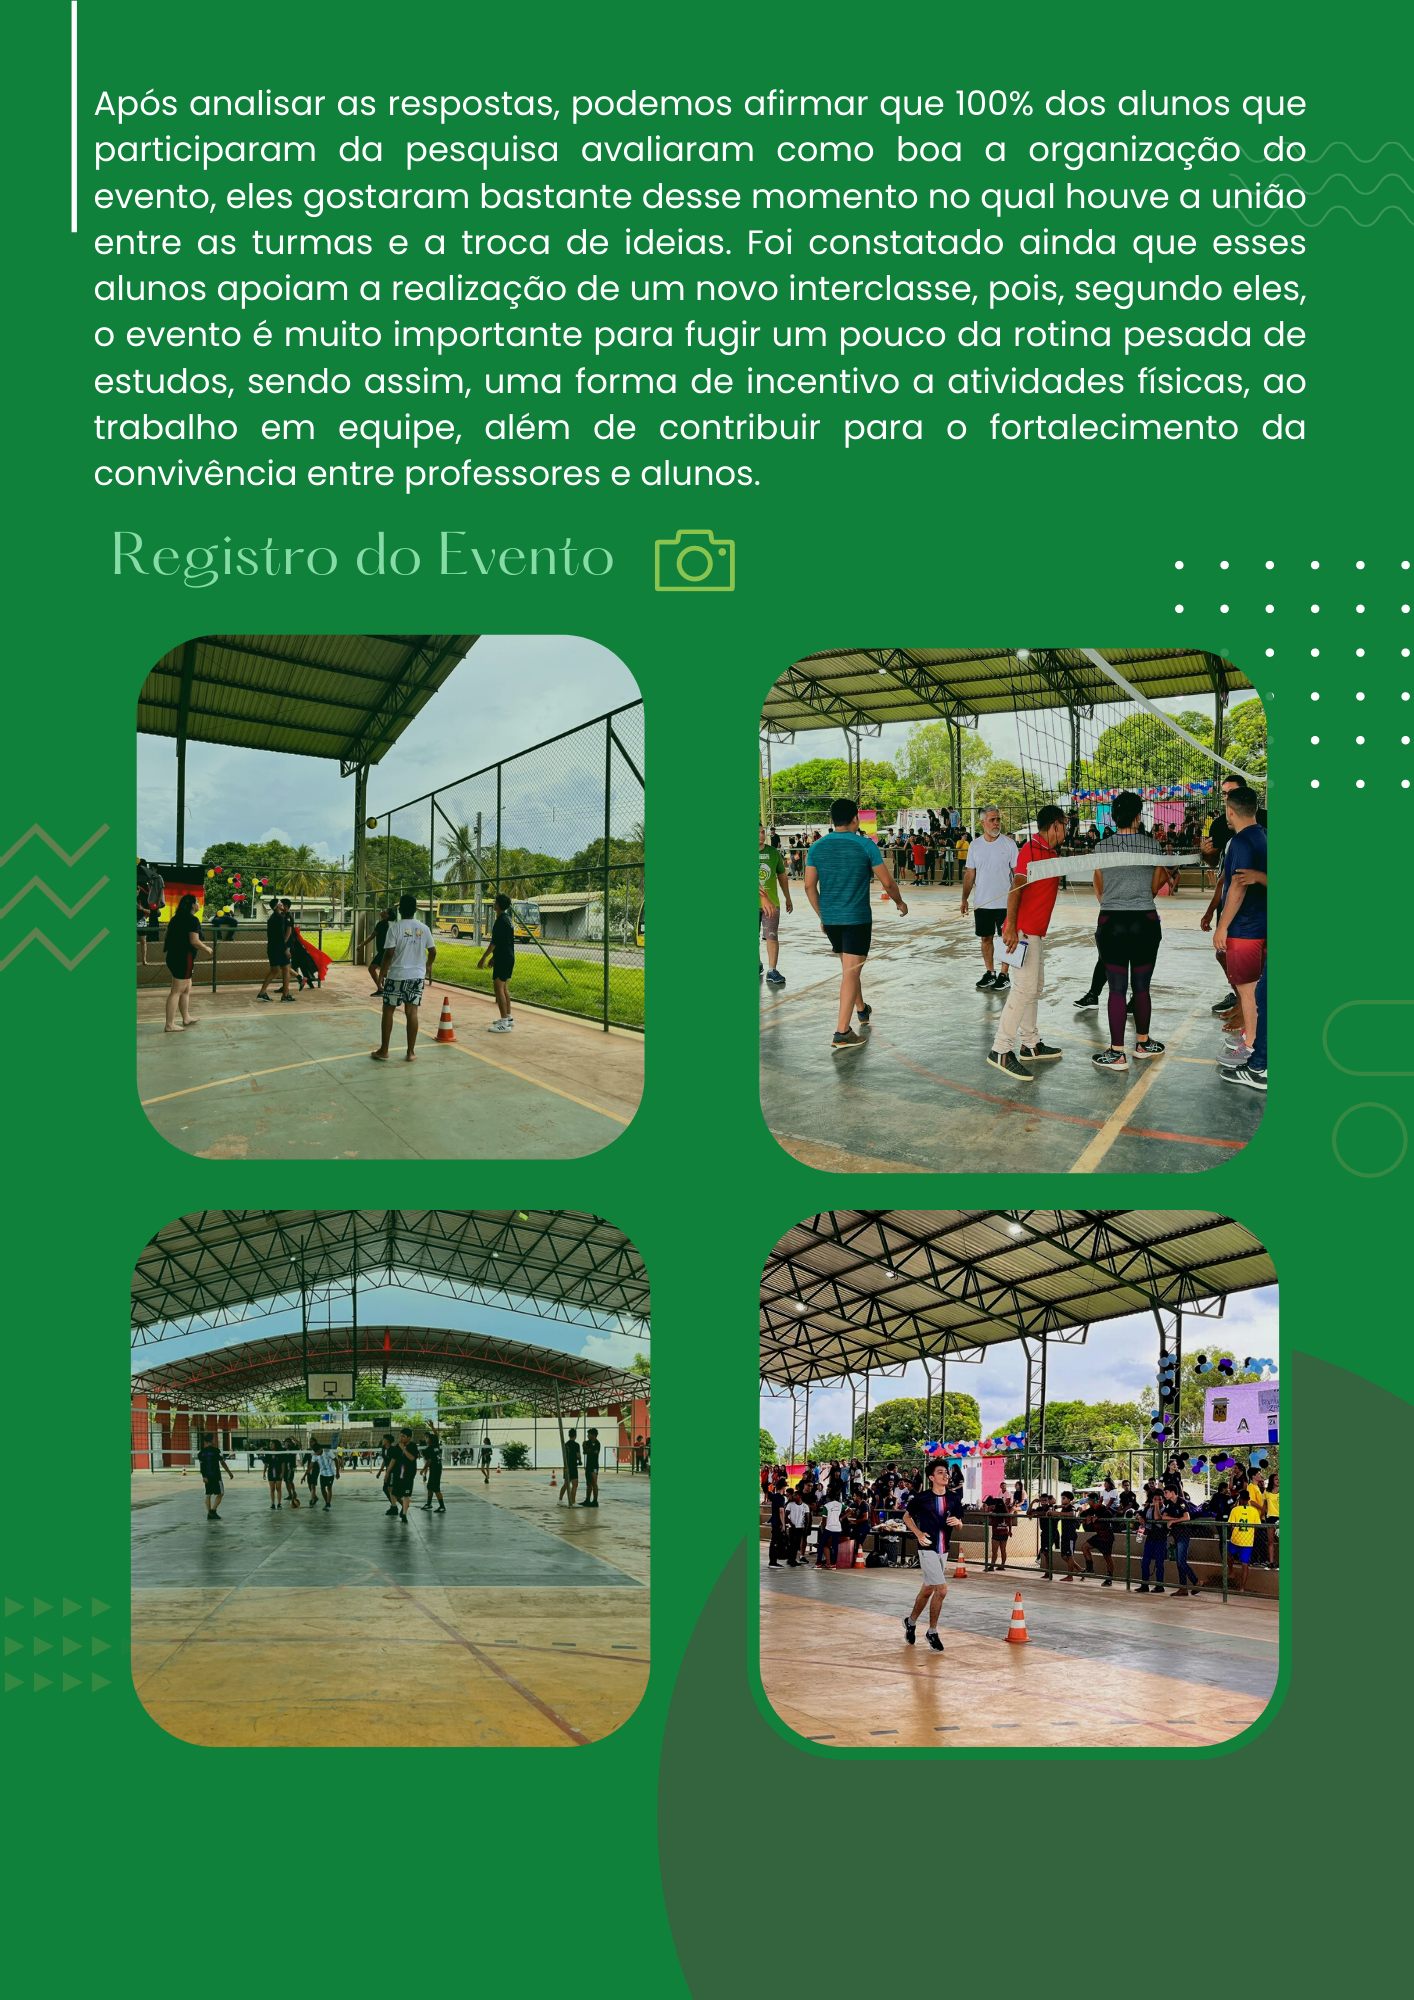 Após analisar as respostas, podemos afirmar que 100% dos alunos que
participaram da pesquisa avaliaram como boa a organização do
evento, eles gostaram bastante desse momento no qual houve a união
entre as turmas e a troca de ideias. Foi constatado ainda que esses
alunos apoiam a realização de um novo interclasse, pois, segundo eles,
o evento é muito importante para fugir um pouco da rotina pesada de
estudos, sendo assim, uma forma de incentivo a atividades físicas, ao
trabalho em equipe, além de contribuir para o fortalecimento da
convivência entre professores e alunos.
Registro do Evento
A